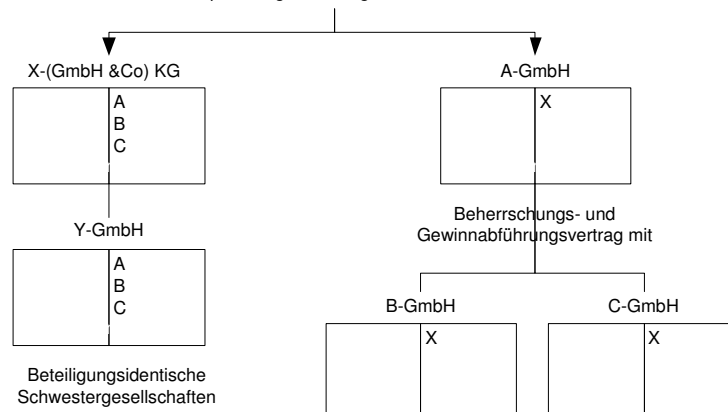 X-(GmbH &Co) KG
A
B
C
A-GmbH
X
Y-GmbH
A
B
C
Beherrschungs- und
Gewinnabführungsvertrag mit
B-GmbH
X
C-GmbH
X
Beteiligungsidentische
Schwestergesellschaften